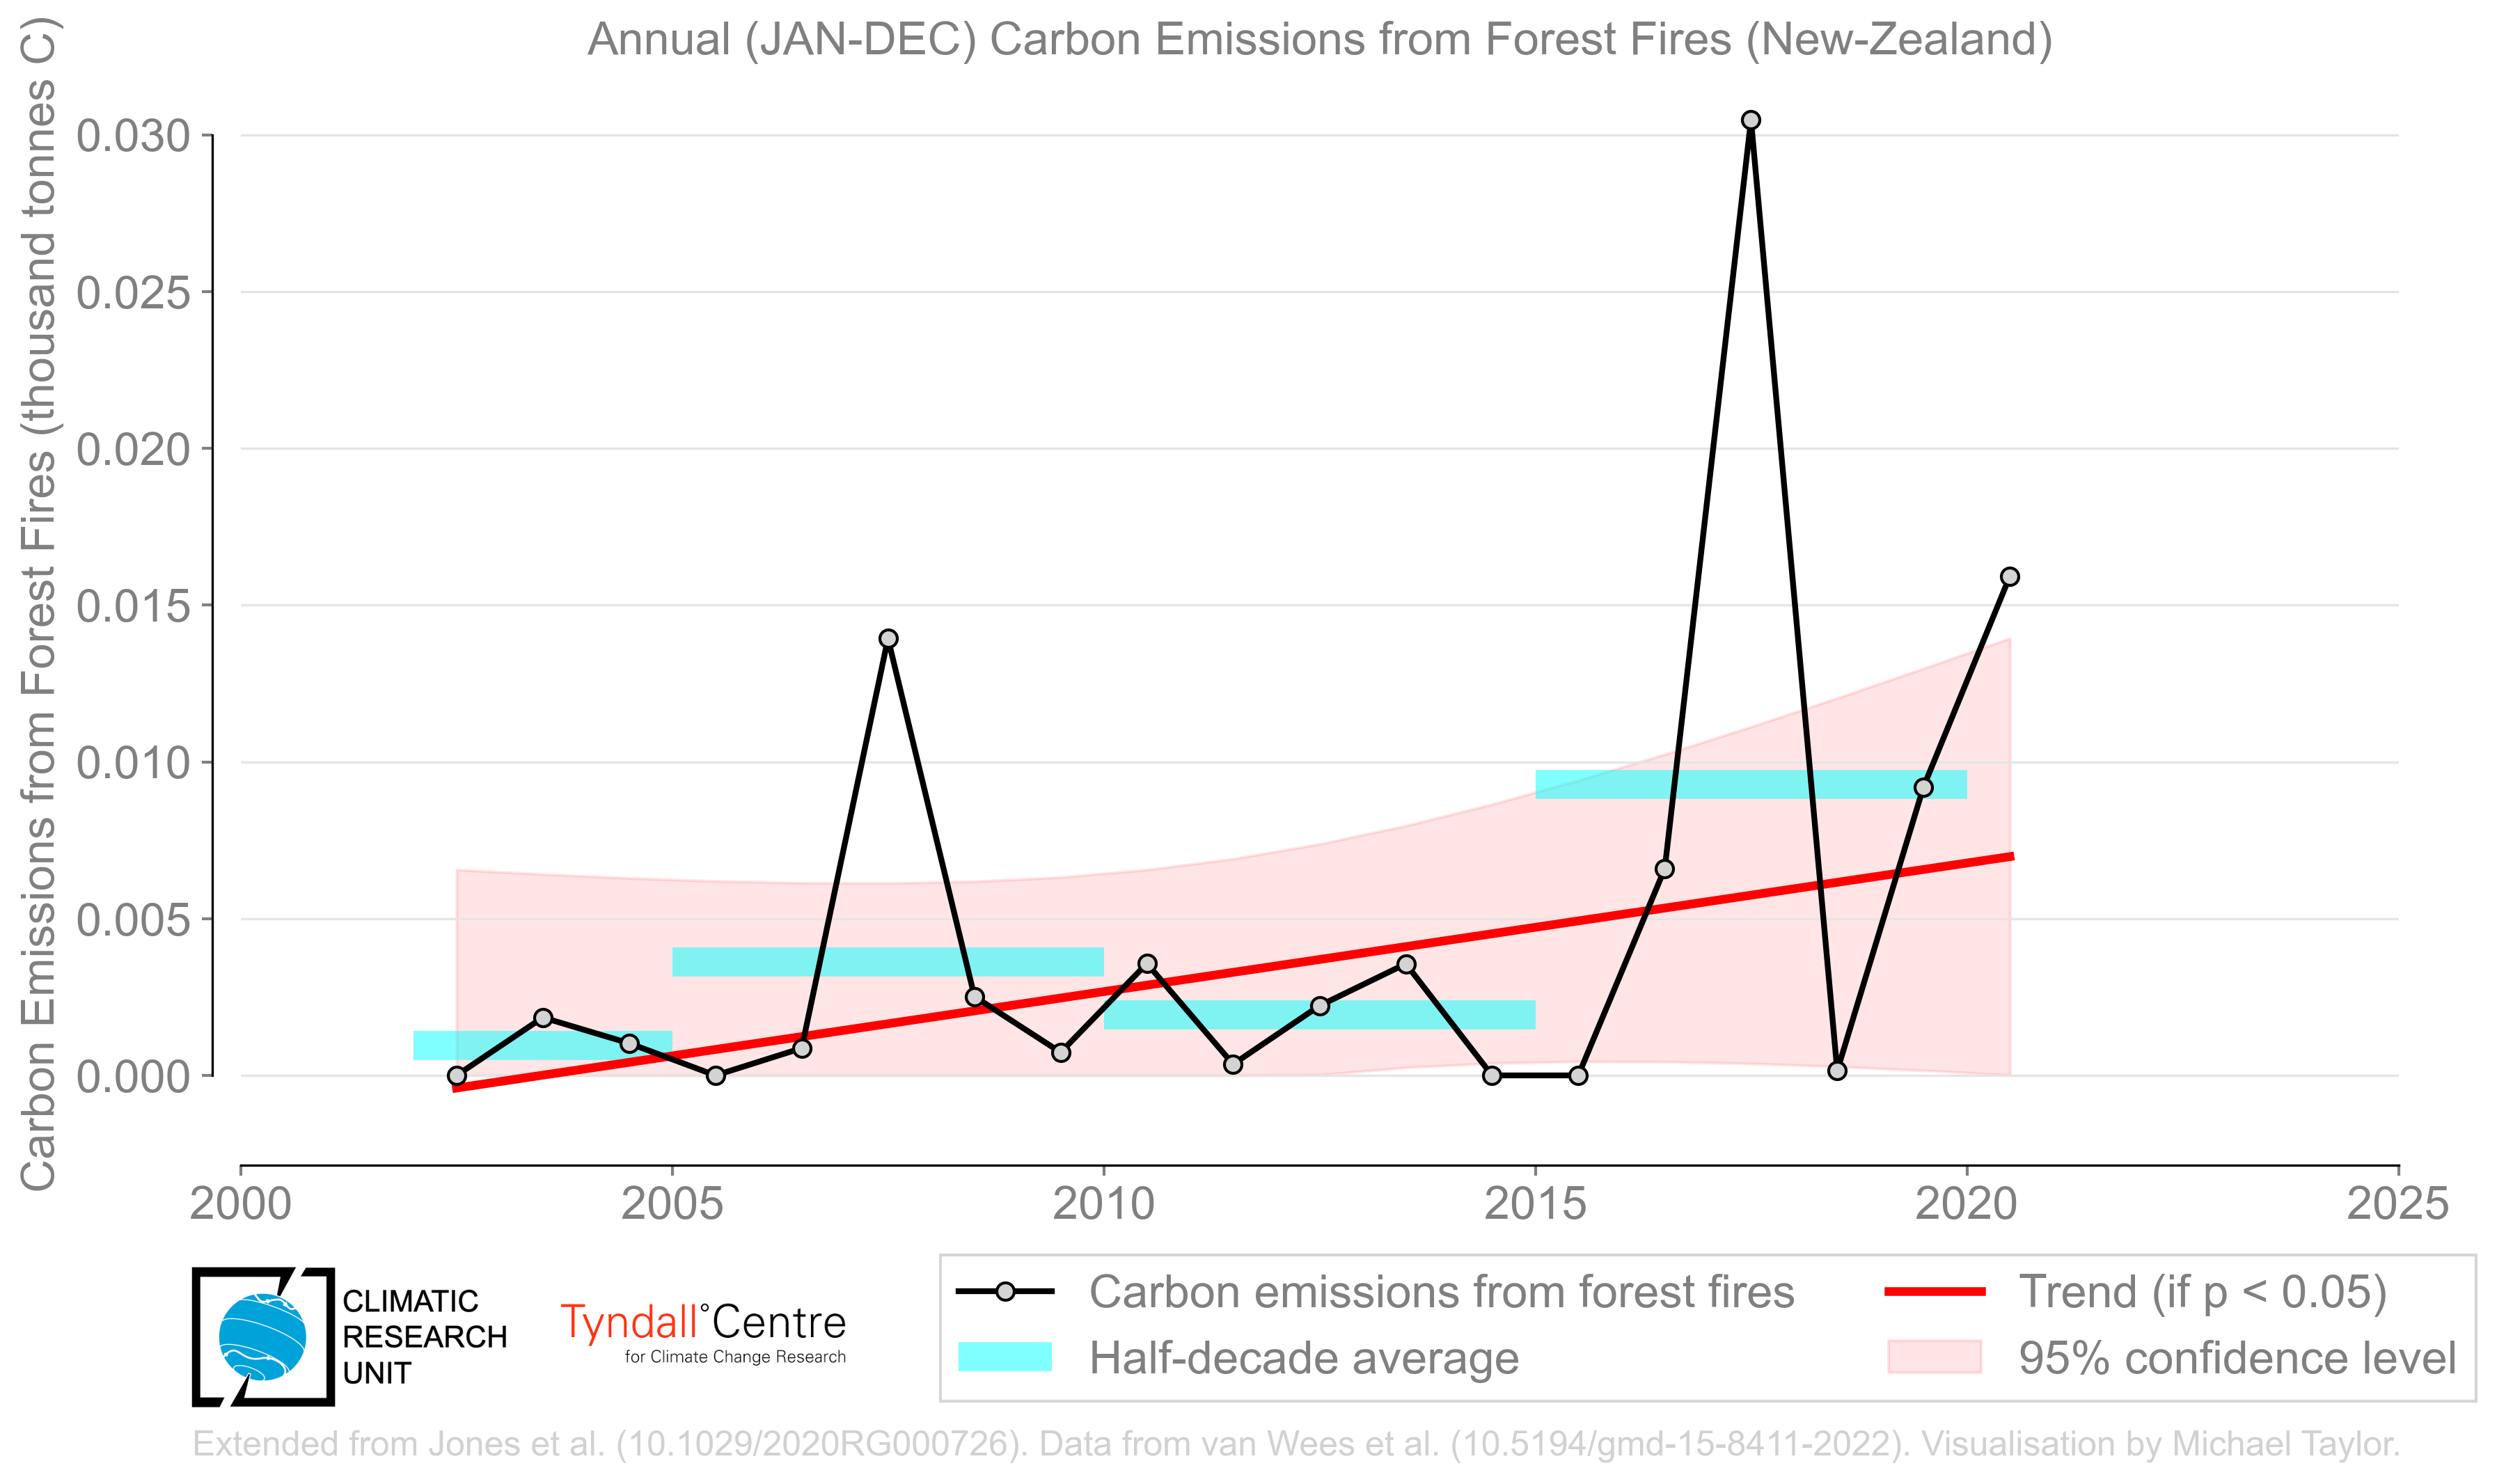 Annual (JAN-DEC) Carbon Emissions from Forest Fires (New-Zealand)
Carbon Emissions from Forest Fires (thousand tonnes C)
0.030
0.025
0.020
0.015
0.010
0.005
0.000
2000 2005 2010 2015 2020 2025
CLIMATIC
RESEARCH
UNIT
Tyndall°Centre
for Climate Change Research
Carbon emissions from forest fires
Half-decade average
Trend (if p < 0.05)
95% confidence level
Extended from Jones et al. (10.1029/2020RG000726). Data from van Wees et al. (10.5194/gmd-15-8411-2022). Visualisation by Michael Taylor.